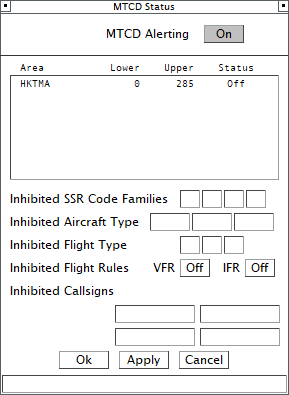 MTCD Status
MTCD Alerting On
Area Lower Upper Status
HKTMA 0 285 Off
Inhibited SSR Code Families
Inhibited Aircraft Type
Inhibited Flight Type
Inhibited Flight Rules VFR Off IFR Off
Inhibited Callsigns
Ok Apply Cancel